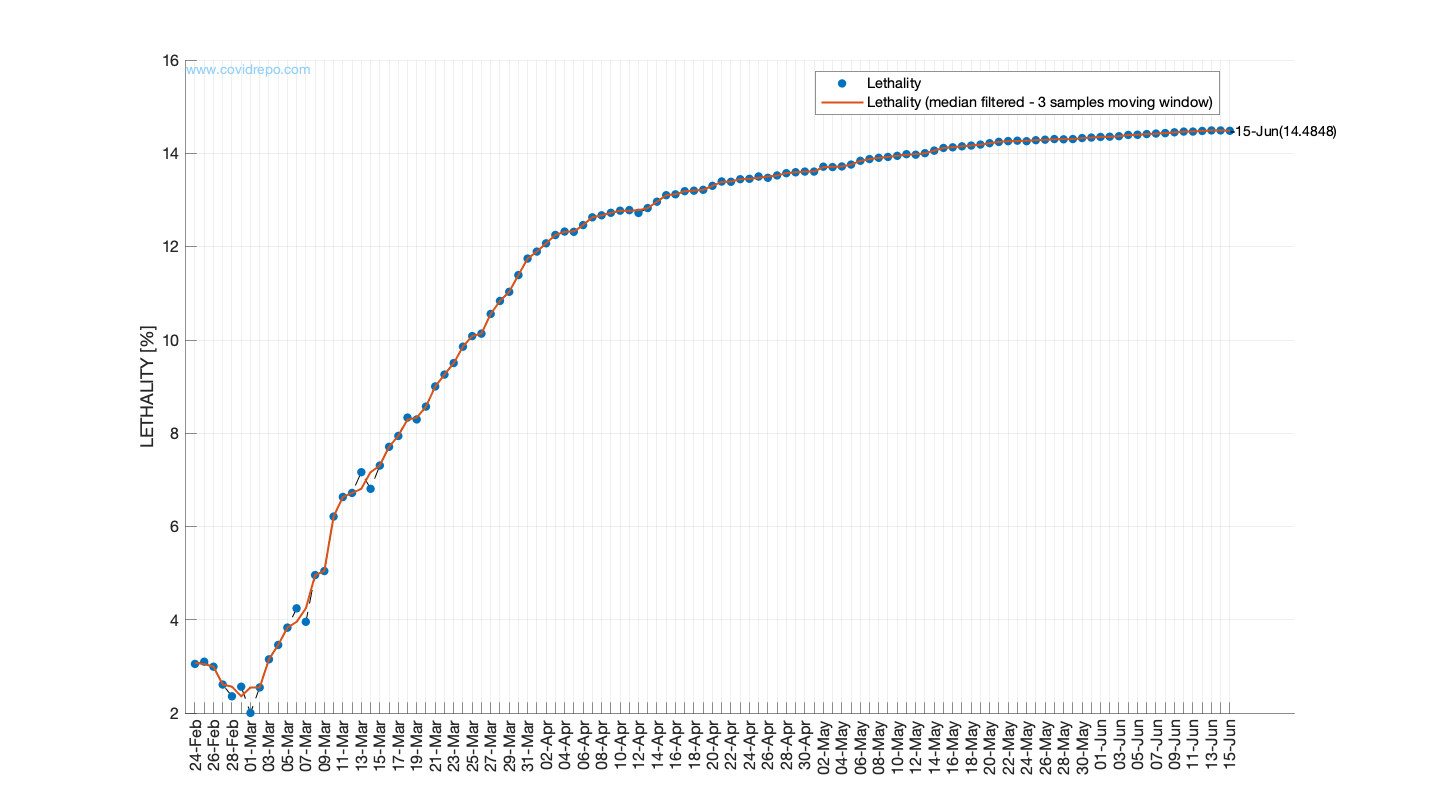 16
www.covidrepo.com
Lethality
Lethality (median filtered - 3 samples moving window)
15-Jun(14.4848)
14
12
10
8
6
4
2
LETHALITY [%]
24-Feb
26-Feb
28-Feb
01-Mar
03-Mar
05-Mar
07-Mar
09-Mar
11-Mar
13-Mar
15-Mar
17-Mar
19-Mar
21-Mar
23-Mar
25-Mar
27-Mar
29-Mar
31-Mar
02-Apr
04-Apr
06-Apr
08-Apr
10-Apr
12-Apr
14-Apr
16-Apr
18-Apr
20-Apr
22-Apr
24-Apr
26-Apr
28-Apr
30-Apr
02-May
04-May
06-May
08-May
10-May
12-May
14-May
16-May
18-May
20-May
22-May
24-May
26-May
28-May
30-May
01-Jun
03-Jun
05-Jun
07-Jun
09-Jun
11-Jun
13-Jun
15-Jun